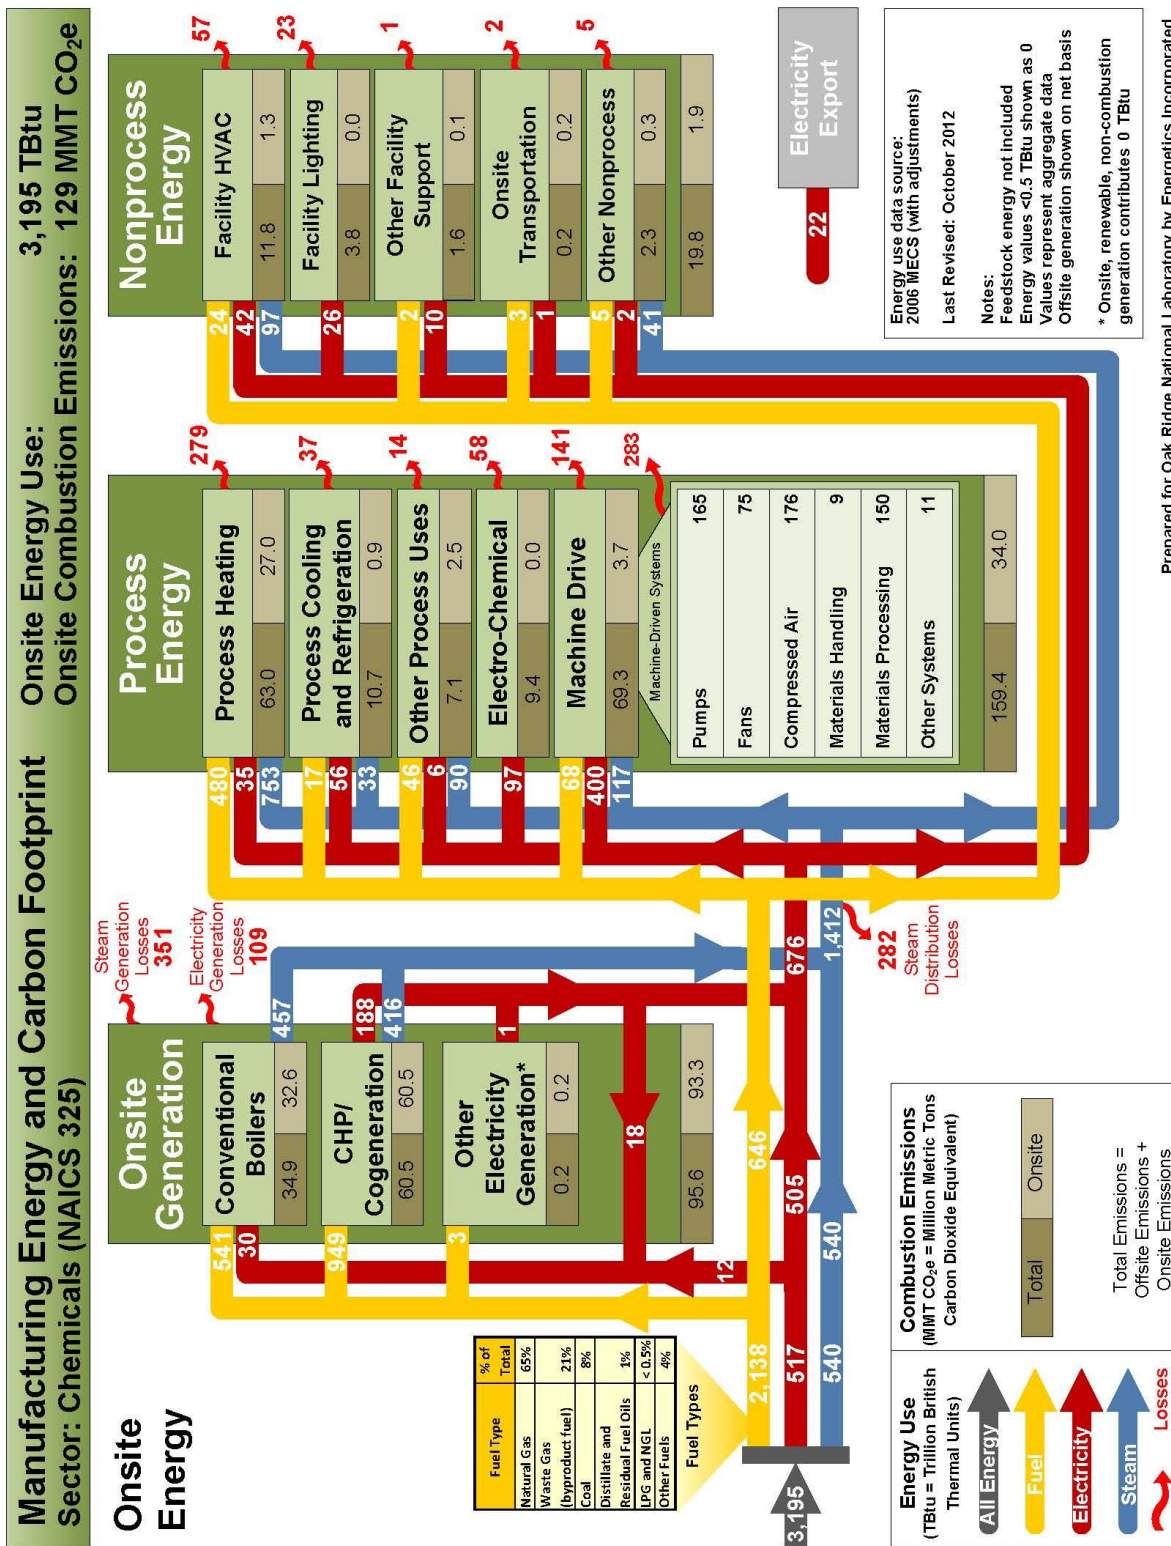 Manufacturing Energy and Carbon Footprint
Sector: Chemicals (NAICS 325)
Onsite Energy Use: 3,195 TBtu
Onsite Combustion Emissions: 129 MMT CO₂e
Onsite
Energy
Fuel Type % of Total
Natural Gas 65%
Waste Gas
(byproduct fuel) 21%
Coal 8%
Distillate and
Residual Fuel Oils 1%
LPG and NGL < 0.5%
Other Fuels 4%
Fuel Types
3,195
2,138
517
540
12
646
505
540
18
Onsite
Generation
541
30
Conventional
Boilers
34.9 32.6
457
949
CHP/
Cogeneration
60.5 60.5
188
416
3
Other
Electricity
Generation*
0.2 0.2
1
95.6 93.3
Steam
Generation
Losses
351
Electricity
Generation
Losses
109
676
1,412
282
Steam
Distribution
Losses
Process
Energy
480
35
753
Process Heating
63.0 27.0
279
17
56
33
Process Cooling
and Refrigeration
10.7 0.9
37
46
6
90
Other Process Uses
7.1 2.5
14
97
Electro-Chemical
9.4 0.0
58
68
400
117
Machine Drive
69.3 3.7
141
Machine-Driven Systems
283
Pumps 165
Fans 75
Compressed Air 176
Materials Handling 9
Materials Processing 150
Other Systems 11
159.4 34.0
Nonprocess
Energy
24
42
97
Facility HVAC
11.8 1.3
57
26
Facility Lighting
3.8 0.0
23
2
10
Other Facility
Support
1.6 0.1
1
3
1
Onsite
Transportation
0.2 0.2
2
5
2
41
Other Nonprocess
2.3 0.3
5
19.8 1.9
22
Electricity
Export
Energy Use
(TBtu = Trillion British
Thermal Units)
All Energy
Fuel
Electricity
Steam
Losses
Combustion Emissions
(MMT CO₂e = Million Metric Tons
Carbon Dioxide Equivalent)
Total Onsite
Total Emissions =
Offsite Emissions +
Onsite Emissions
Energy use data source:
2006 MECS (with adjustments)
Last Revised: October 2012
Notes:
Feedstock energy not included
Energy values <0.5 TBtu shown as 0
Values represent aggregate data
Offsite generation shown on net basis
* Onsite, renewable, non-combustion
generation contributes 0 TBtu
Prepared for Oak Ridge National Laboratory by Energetics Incorporated